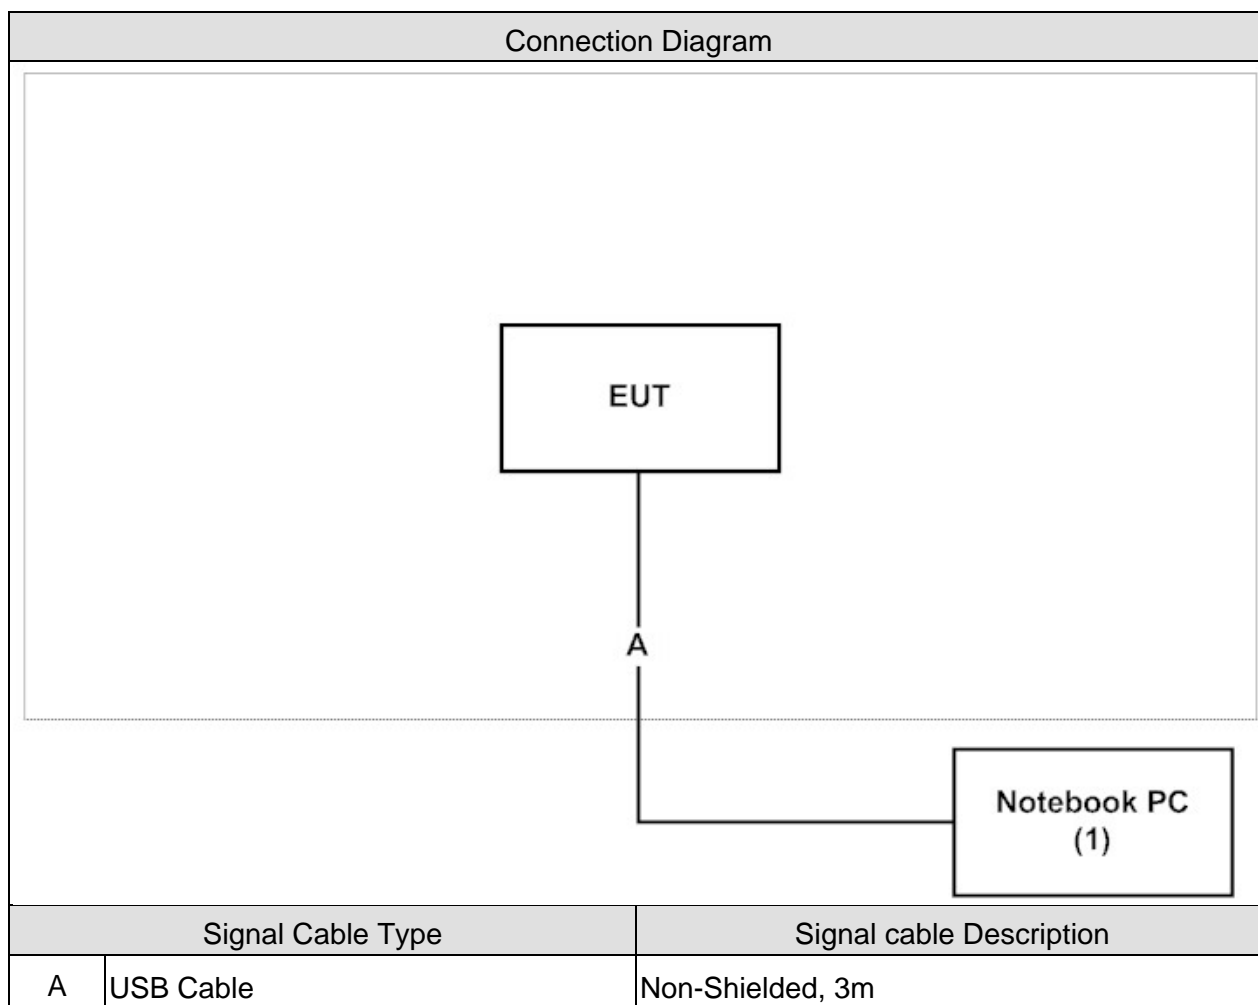 Connection Diagram
EUT
A
Notebook PC
(1)
Signal Cable Type
Signal cable Description
A
USB Cable
Non-Shielded, 3m